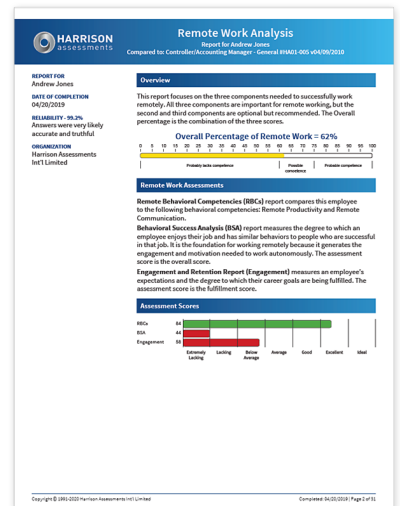 HARRISON
assessments
Remote Work Analysis
Report for Andrew Jones
Compared to: Controller/Accounting Manager - General #HA01-005 v04/09/2010
REPORT FOR
Andrew Jones
DATE OF COMPLETION
04/20/2019
RELIABILITY - 99.2%
Answers were very likely
accurate and truthful
ORGANIZATION
Harrison Assessments
Int'l Limited
Overview
This report focuses on the three components needed to successfully work
remotely. All three components are important for remote working, but the
second and third components are optional but recommended. The Overall
percentage is the combination of the three scores.
Overall Percentage of Remote Work = 62%
0 5 10 15 20 25 30 35 40 45 50 55 60 65 70 75 80 85 90 95 100
Probably lacks competence
Possible
competence
Probable competence
Remote Work Assessments
Remote Behavioral Competencies (RBCs) report compares this employee
to the following behavioral competencies: Remote Productivity and Remote
Communication.
Behavioral Success Analysis (BSA) report measures the degree to which an
employee enjoys their job and has similar behaviors to people who are successful
in that job. It is the foundation for working remotely because it generates the
engagement and motivation needed to work autonomously. The assessment
score is the overall score.
Engagement and Retention Report (Engagement) measures an employee's
expectations and the degree to which their career goals are being fulfilled. The
assessment score is the fulfillment score.
Assessment Scores
RBCs 84
BSA 44
Engagement 58
Extremely
Lacking
Lacking
Below
Average
Average
Good
Excellent
Ideal
Copyright © 1991-2020 Harrison Assessments Int'l Limited
Completed: 04/20/2019 | Page 2 of 51